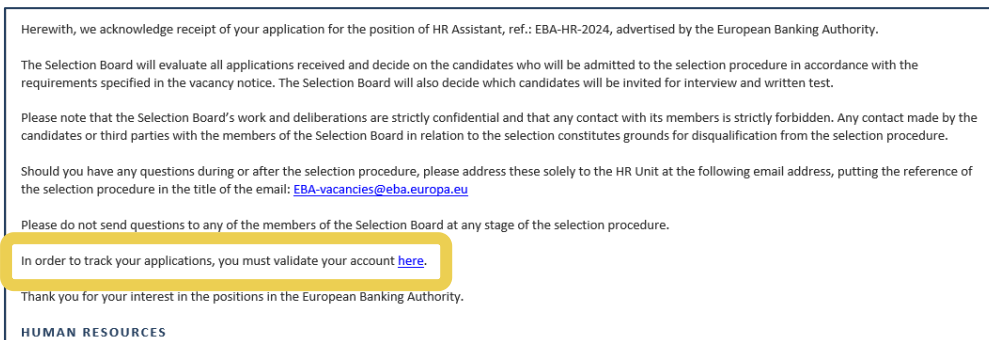 Herewith, we acknowledge receipt of your application for the position of HR Assistant, ref.: EBA-HR-2024, advertised by the European Banking Authority.
The Selection Board will evaluate all applications received and decide on the candidates who will be admitted to the selection procedure in accordance with the
requirements specified in the vacancy notice. The Selection Board will also decide which candidates will be invited for interview and written test.
Please note that the Selection Board's work and deliberations are strictly confidential and that any contact with its members is strictly forbidden. Any contact made by the
candidates or third parties with the members of the Selection Board in relation to the selection constitutes grounds for disqualification from the selection procedure.
Should you have any questions during or after the selection procedure, please address these solely to the HR Unit at the following email address, putting the reference of
the selection procedure in the title of the email: EBA-vacancies@eba.europa.eu
Please do not send questions to any of the members of the Selection Board at any stage of the selection procedure.
In order to track your applications, you must validate your account here.
Thank you for your interest in the positions in the European Banking Authority.
HUMAN RESOURCES